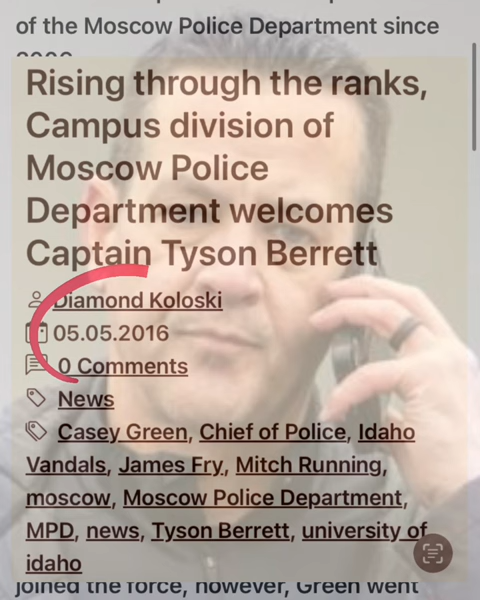 of the Moscow Police Department since
Rising through the ranks,
Campus division of
Moscow Police
Department welcomes
Captain Tyson Berrett
Diamond Koloski
05.05.2016
0 Comments
News
Casey Green, Chief of Police, Idaho
Vandals, James Fry, Mitch Running,
moscow, Moscow Police Department,
MPD, news, Tyson Berrett, university of
idaho
joined the force, however, Green went